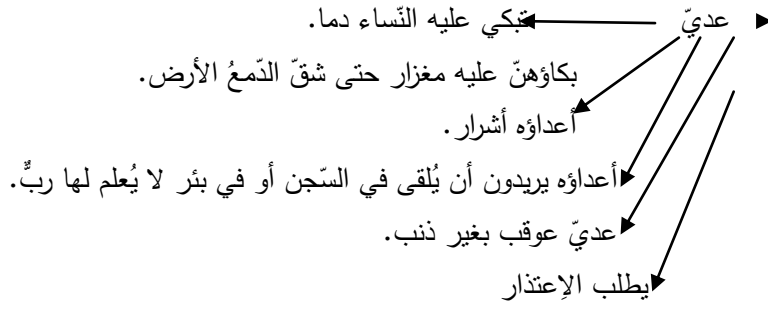 عديّ تبكي عليه النّساء دما.
بكاؤهنّ عليه مغزار حتى شقّ الدّمعُ الأرض.
أعداؤه أشرار.
أعداؤه يريدون أن يُلقى في السّجن أو في بئر لا يُعلم لها ربٌّ.
عديّ عوقب بغير ذنب.
يطلب الاِعتذار